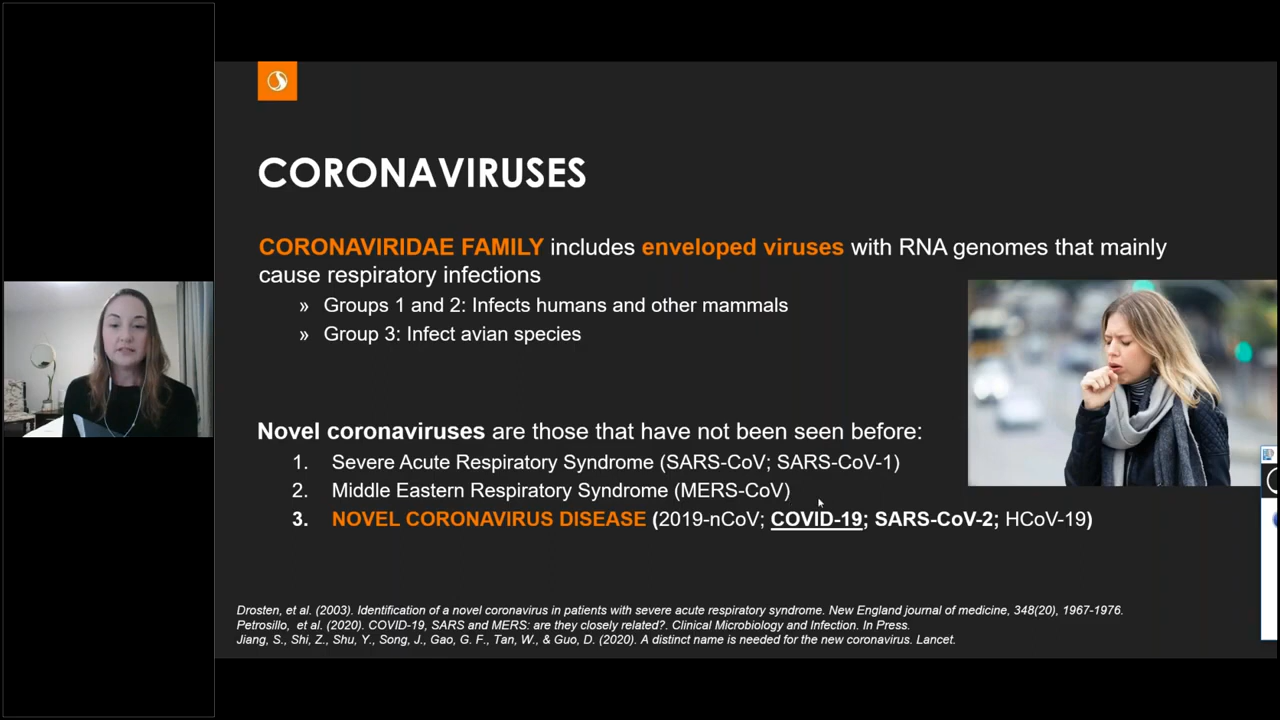 CORONAVIRUSES
CORONAVIRIDAE FAMILY includes enveloped viruses with RNA genomes that mainly
cause respiratory infections
» Groups 1 and 2: Infects humans and other mammals
» Group 3: Infect avian species
Novel coronaviruses are those that have not been seen before:
1. Severe Acute Respiratory Syndrome (SARS-CoV; SARS-CoV-1)
2. Middle Eastern Respiratory Syndrome (MERS-CoV)
3. NOVEL CORONAVIRUS DISEASE (2019-nCoV; COVID-19; SARS-CoV-2; HCoV-19)
Drosten, et al. (2003). Identification of a novel coronavirus in patients with severe acute respiratory syndrome. New England journal of medicine, 348(20), 1967-1976.
Petrosillo, et al. (2020). COVID-19, SARS and MERS: are they closely related?. Clinical Microbiology and Infection. In Press.
Jiang, S., Shi, Z., Shu, Y., Song, J., Gao, G. F., Tan, W., & Guo, D. (2020). A distinct name is needed for the new coronavirus. Lancet.